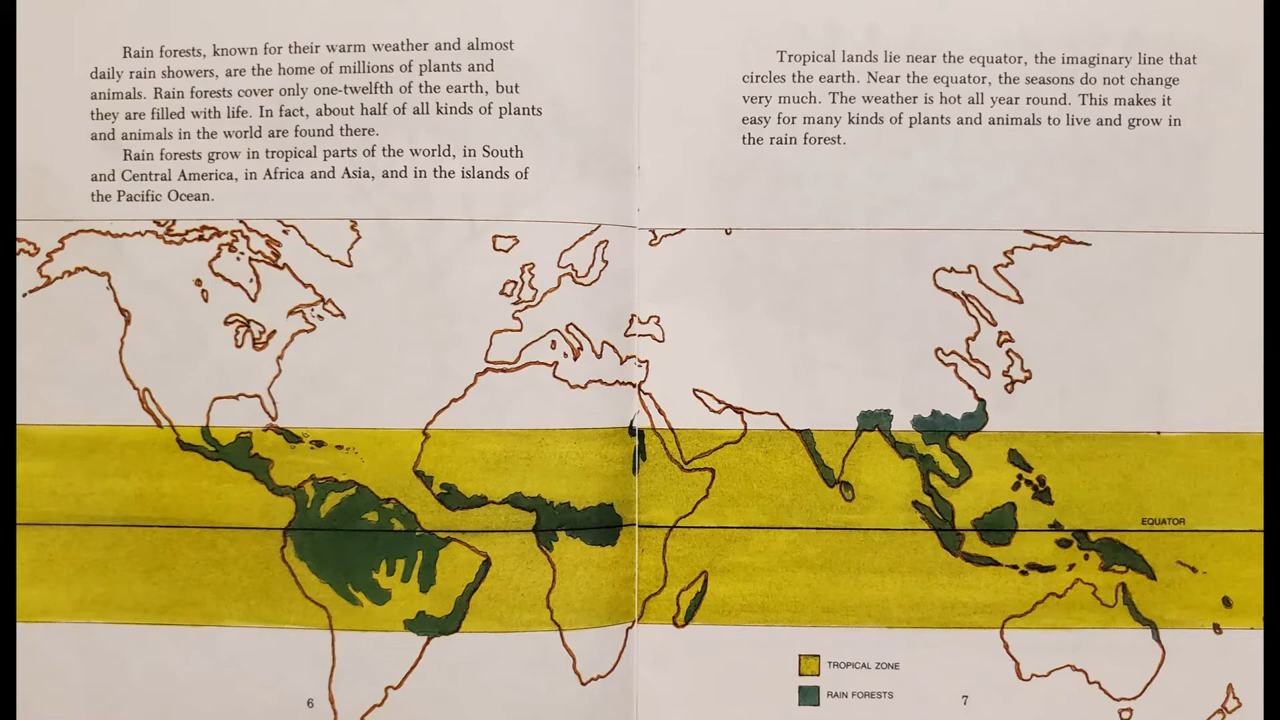 Rain forests, known for their warm weather and almost
daily rain showers, are the home of millions of plants and
animals. Rain forests cover only one-twelfth of the earth, but
they are filled with life. In fact, about half of all kinds of plants
and animals in the world are found there.
Rain forests grow in tropical parts of the world, in South
and Central America, in Africa and Asia, and in the islands of
the Pacific Ocean.
Tropical lands lie near the equator, the imaginary line that
circles the earth. Near the equator, the seasons do not change
very much. The weather is hot all year round. This makes it
easy for many kinds of plants and animals to live and grow in
the rain forest.
EQUATOR
TROPICAL ZONE
RAIN FORESTS
6
7